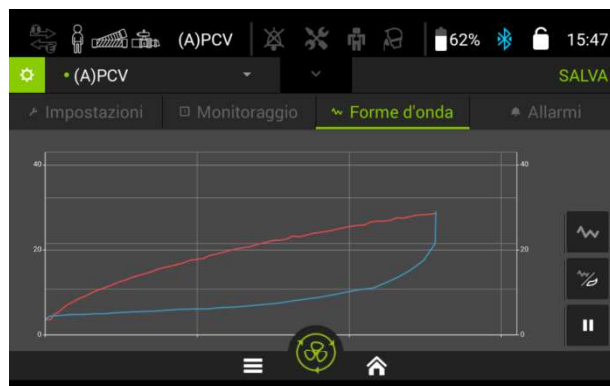 (A)PCV 62% 15:47
• (A)PCV SALVA
Impostazioni Monitoraggio Forme d'onda Allarmi
40 40
20 20
0 0